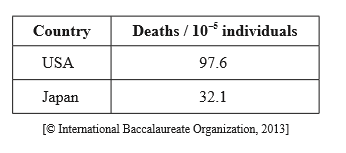 Country Deaths / 10⁻⁵ individuals
USA 97.6
Japan 32.1
[© International Baccalaureate Organization, 2013]